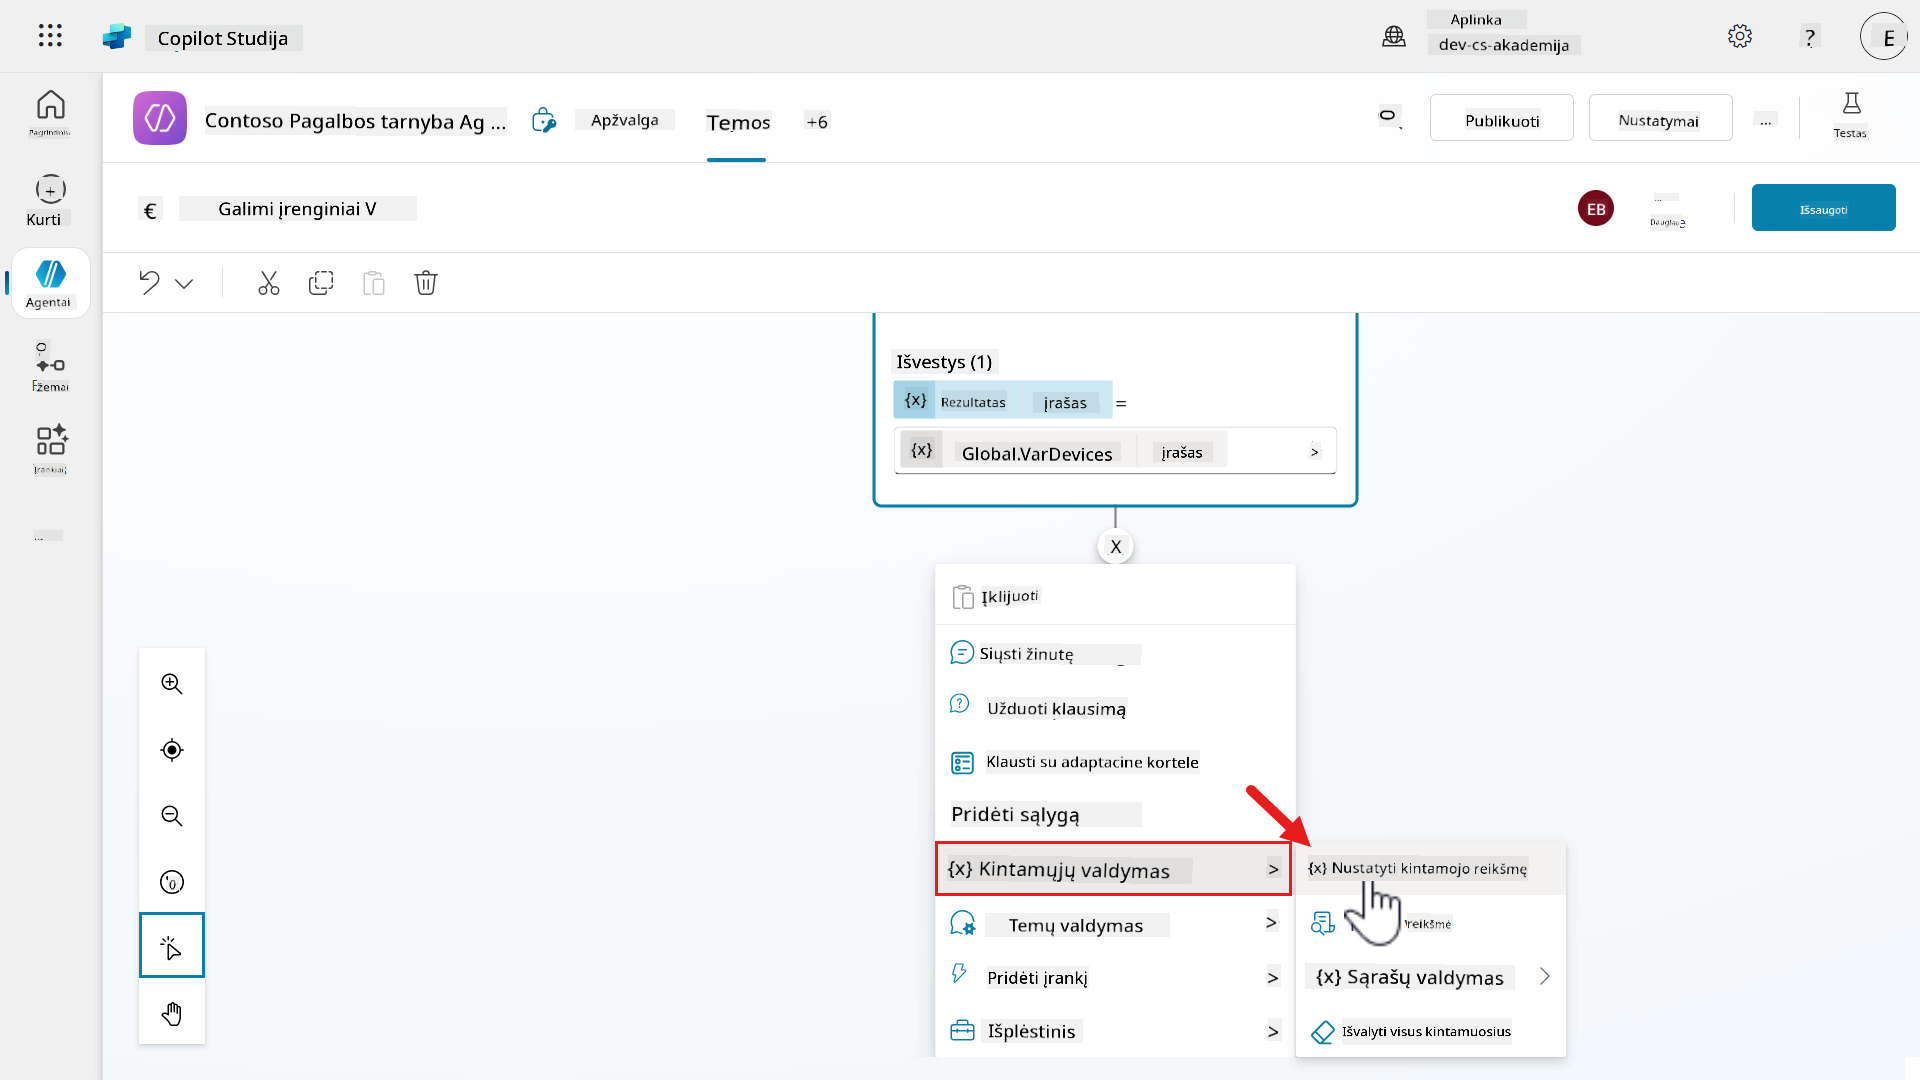 Copilot Studija
Aplinka
dev-cs-akademija
?
E
Pagrindinis
Kurti
Agentai
Įrankiai
Contoso Pagalbos tarnyba Ag ...
Apžvalga
Temos
+6
Publikuoti
Nustatymai
...
Testas
€
Galimi įrenginiai V
EB
Išsaugoti
Išvestys (1)
{x} Rezultatas įrašas =
{x} Global.VarDevices įrašas >
X
Įklijuoti
Siųsti žinutę
Užduoti klausimą
Klausti su adaptacine kortele
Pridėti sąlygą
{x} Kintamųjų valdymas >
{x} Nustatyti kintamojo reikšmę
Temų valdymas >
reikšmė
Pridėti įrankį >
{x} Sąrašų valdymas
Išplėstinis >
Išvalyti visus kintamuosius